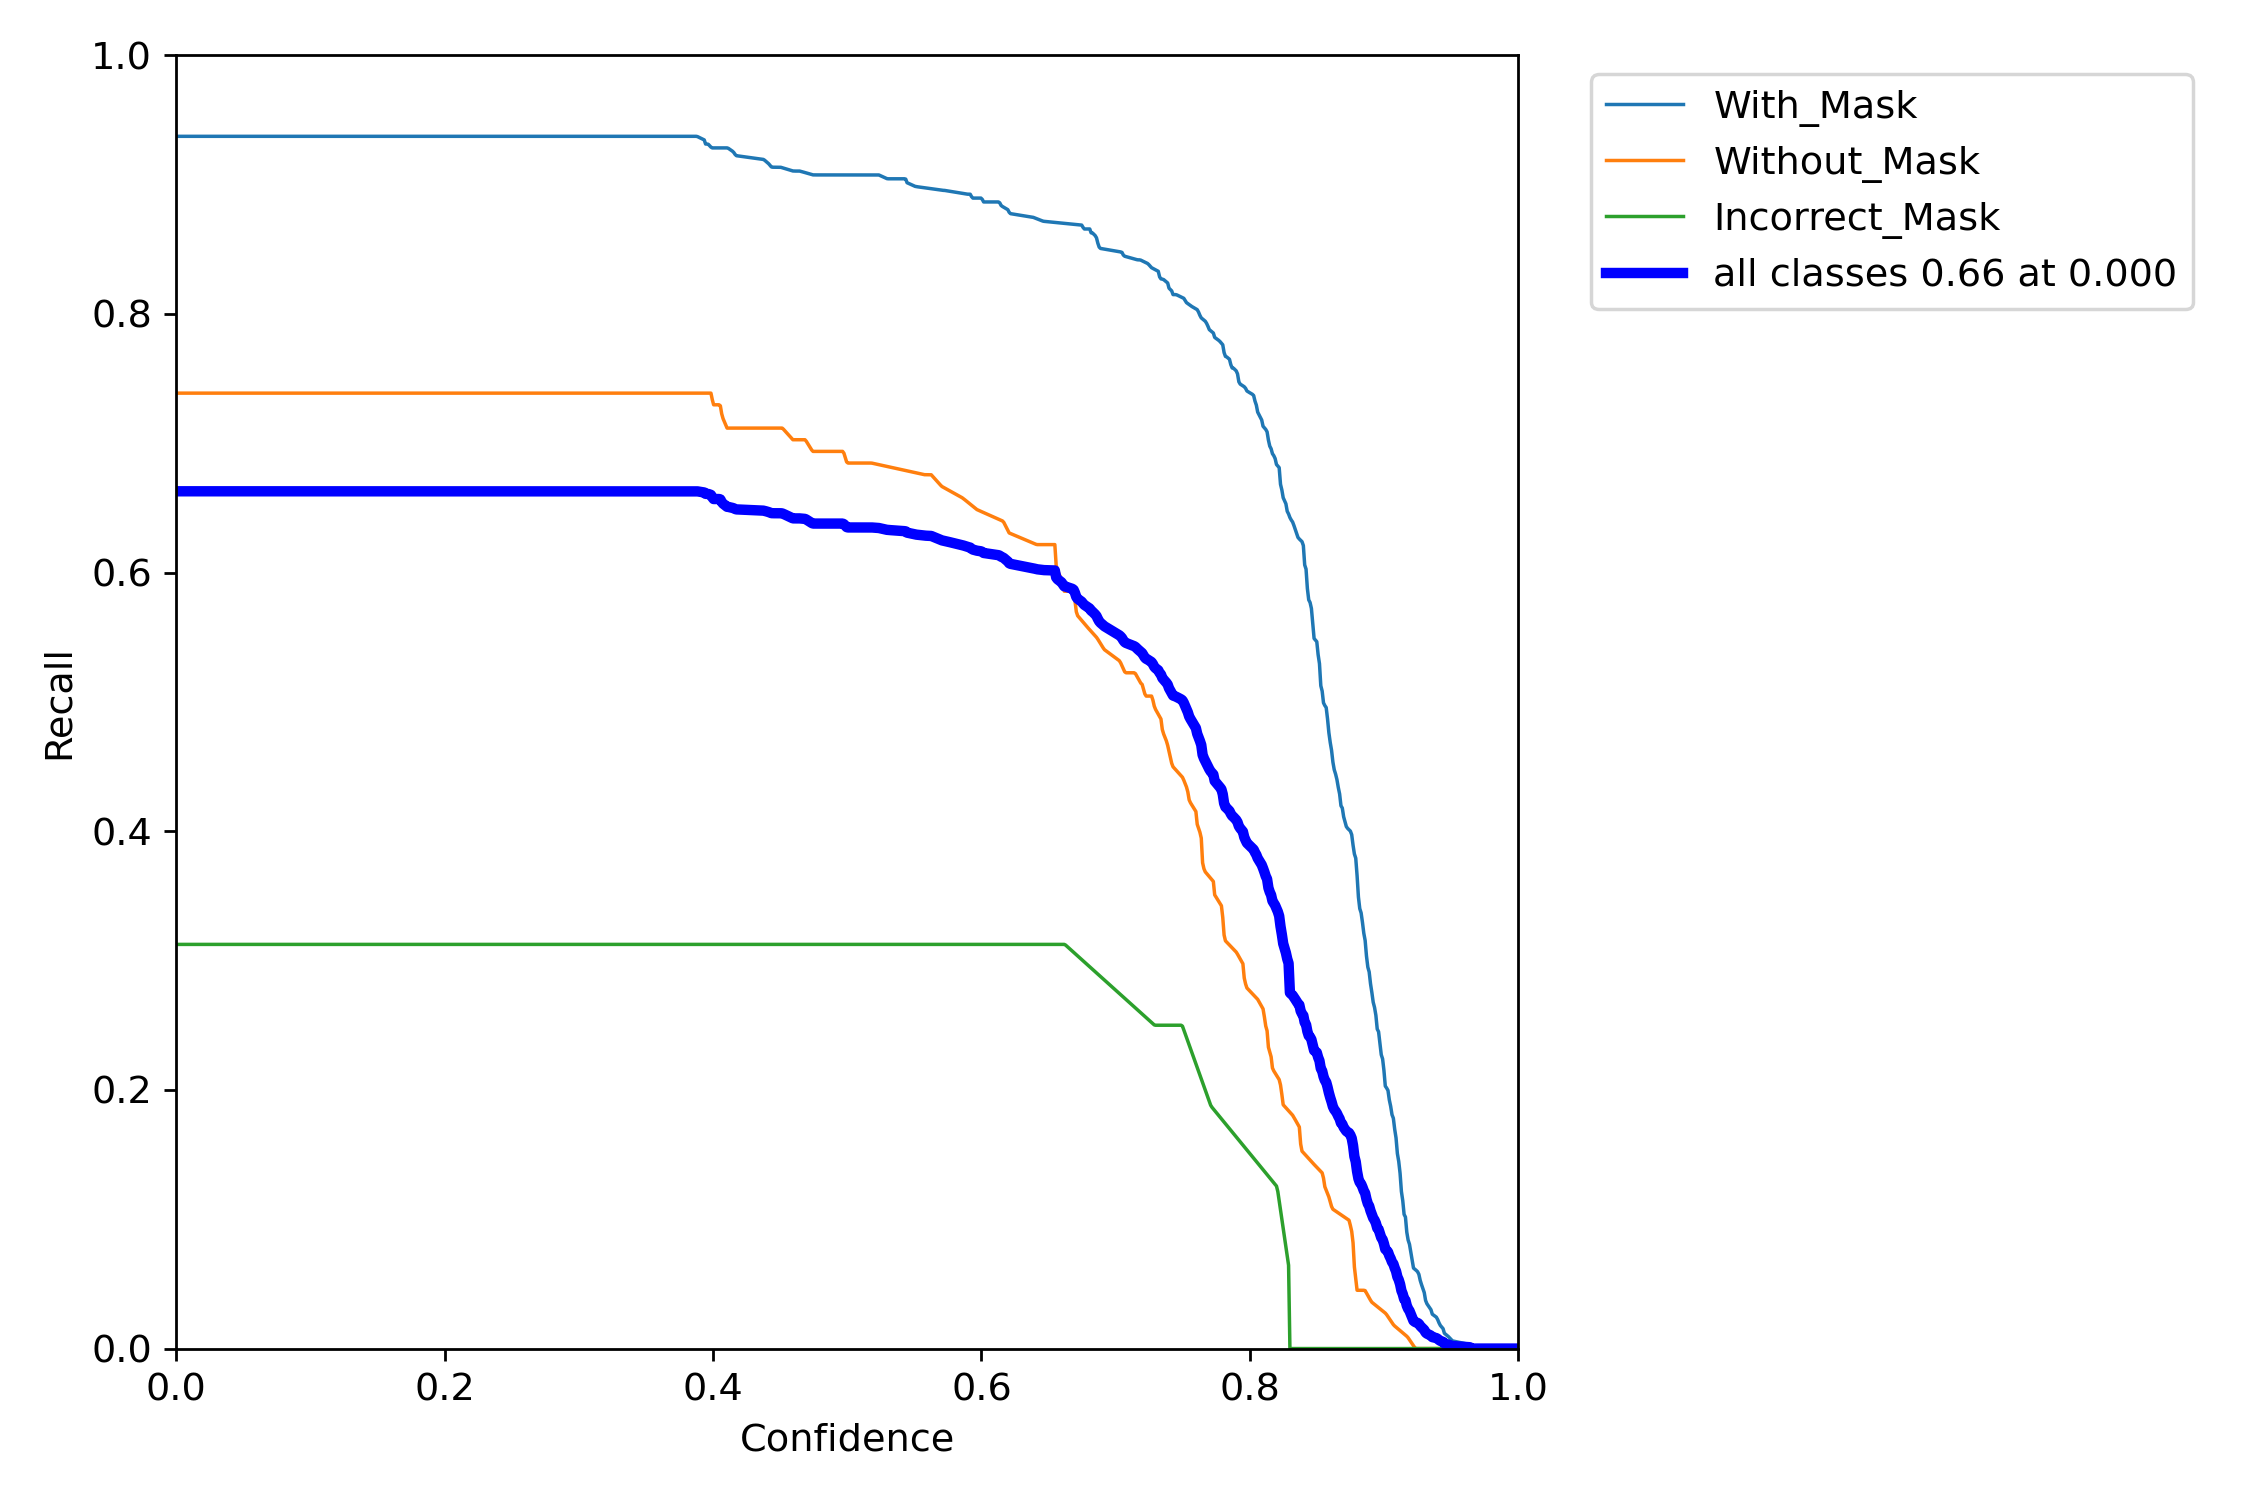 With_Mask
Without_Mask
Incorrect_Mask
all classes 0.66 at 0.000
Recall
1.0
0.8
0.6
0.4
0.2
0.0
0.0 0.2 0.4 0.6 0.8 1.0
Confidence